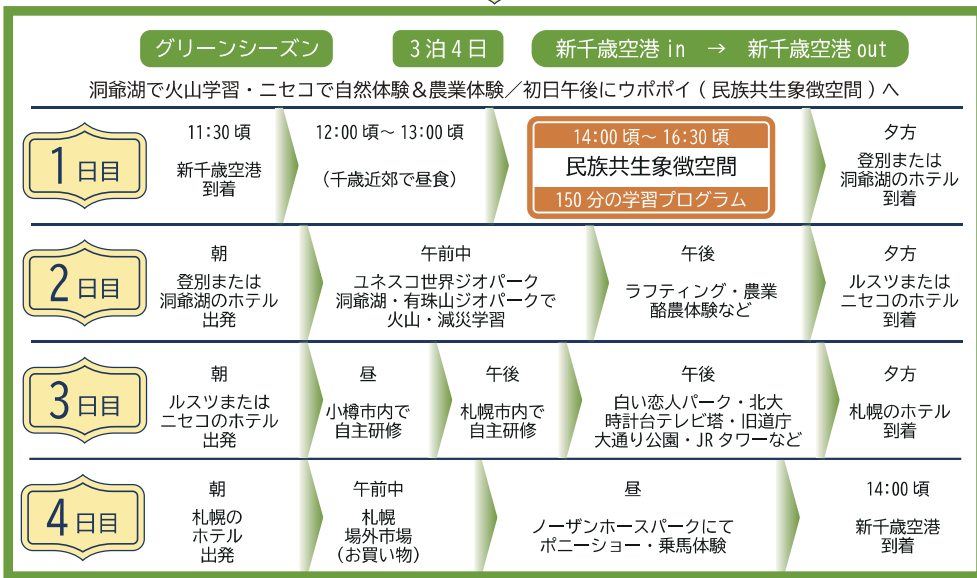 グリーンシーズン
3泊4日
新千歳空港 in → 新千歳空港 out
洞爺湖で火山学習・ニセコで自然体験&農業体験／初日午後にウポポイ(民族共生象徴空間)へ
1日目
11:30 頃
新千歳空港
到着
12:00 頃〜 13:00 頃
(千歳近郊で昼食)
14:00 頃〜 16:30 頃
民族共生象徴空間
150 分の学習プログラム
夕方
登別または
洞爺湖のホテル
到着
2日目
朝
登別または
洞爺湖のホテル
出発
午前中
ユネスコ世界ジオパーク
洞爺湖・有珠山ジオパークで
火山・減災学習
午後
ラフティング・農業
酪農体験など
夕方
ルスツまたは
ニセコのホテル
到着
3日目
朝
ルスツまたは
ニセコのホテル
出発
昼
小樽市内で
自主研修
午後
札幌市内で
自主研修
午後
白い恋人パーク・北大
時計台テレビ塔・旧道庁
大通り公園・JR タワーなど
夕方
札幌のホテル
到着
4日目
朝
札幌の
ホテル
出発
午前中
札幌
場外市場
(お買い物)
昼
ノーザンホースパークにて
ポニーショー・乗馬体験
14:00 頃
新千歳空港
到着